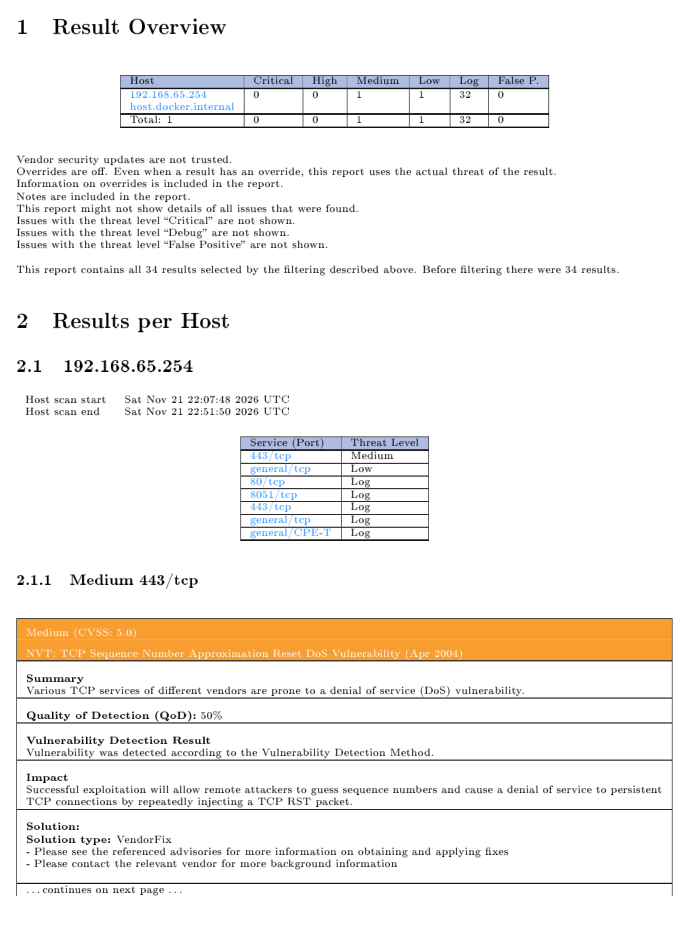 1 Result Overview
Host Critical High Medium Low Log False P.
192.168.65.254 0 0 1 1 32 0
host.docker.internal
Total: 1 0 0 1 1 32 0
Vendor security updates are not trusted.
Overrides are off. Even when a result has an override, this report uses the actual threat of the result.
Information on overrides is included in the report.
Notes are included in the report.
This report might not show details of all issues that were found.
Issues with the threat level “Critical” are not shown.
Issues with the threat level “Debug” are not shown.
Issues with the threat level “False Positive” are not shown.
This report contains all 34 results selected by the filtering described above. Before filtering there were 34 results.
2 Results per Host
2.1 192.168.65.254
Host scan start Sat Nov 21 22:07:48 2026 UTC
Host scan end Sat Nov 21 22:51:50 2026 UTC
Service (Port) Threat Level
443/tcp Medium
general/tcp Low
80/tcp Log
8051/tcp Log
443/tcp Log
general/tcp Log
general/CPE-T Log
2.1.1 Medium 443/tcp
Medium (CVSS: 5.0)
NVT: TCP Sequence Number Approximation Reset DoS Vulnerability (Apr 2004)
Summary
Various TCP services of different vendors are prone to a denial of service (DoS) vulnerability.
Quality of Detection (QoD): 50%
Vulnerability Detection Result
Vulnerability was detected according to the Vulnerability Detection Method.
Impact
Successful exploitation will allow remote attackers to guess sequence numbers and cause a denial of service to persistent
TCP connections by repeatedly injecting a TCP RST packet.
Solution:
Solution type: VendorFix
- Please see the referenced advisories for more information on obtaining and applying fixes
- Please contact the relevant vendor for more background information
...continues on next page ...